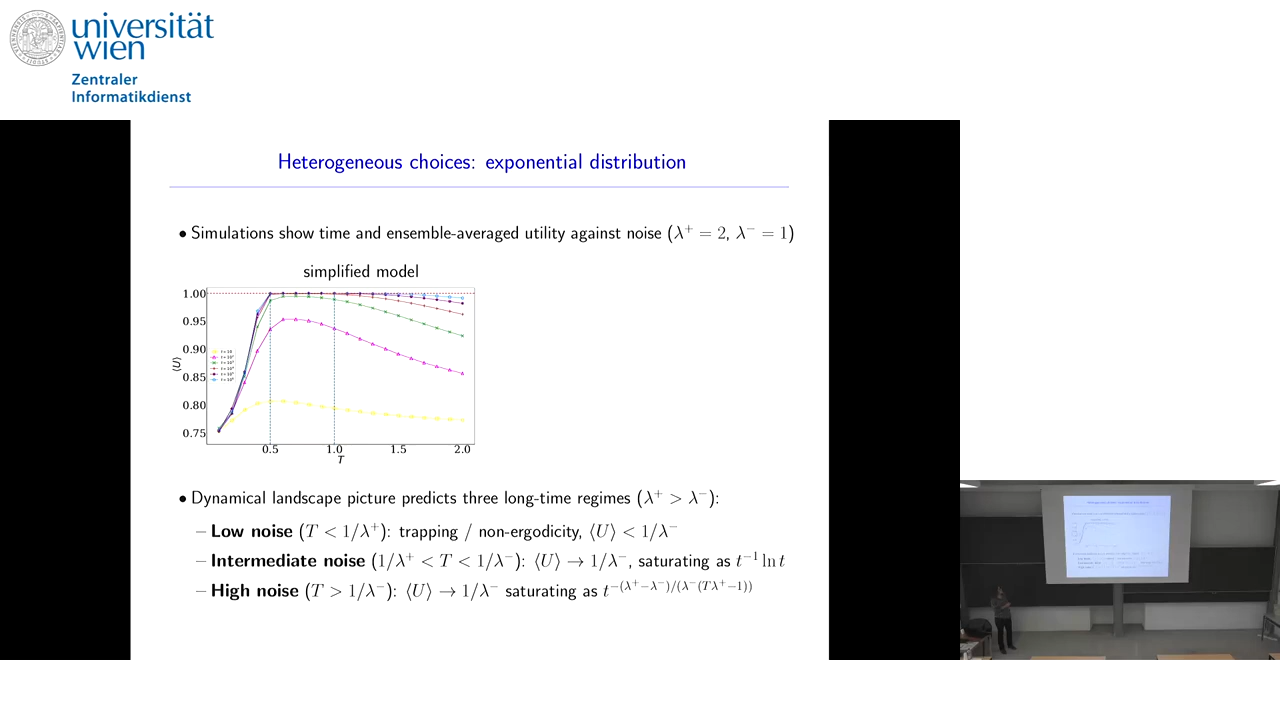 universität
wien
Zentraler
Informatikdienst
Heterogeneous choices: exponential distribution
• Simulations show time and ensemble-averaged utility against noise (λ⁺ = 2, λ⁻ = 1)
simplified model
1.00
0.95
0.90
0.85
0.80
0.75
⟨U⟩
0.5 1.0 1.5 2.0
T
• Dynamical landscape picture predicts three long-time regimes (λ⁺ > λ⁻):
– Low noise (T < 1/λ⁺): trapping / non-ergodicity, ⟨U⟩ < 1/λ⁻
– Intermediate noise (1/λ⁺ < T < 1/λ⁻): ⟨U⟩ → 1/λ⁻, saturating as t⁻¹ ln t
– High noise (T > 1/λ⁻): ⟨U⟩ → 1/λ⁻ saturating as t^{−(λ⁺−λ⁻)/(λ⁻(Tλ⁺−1))}